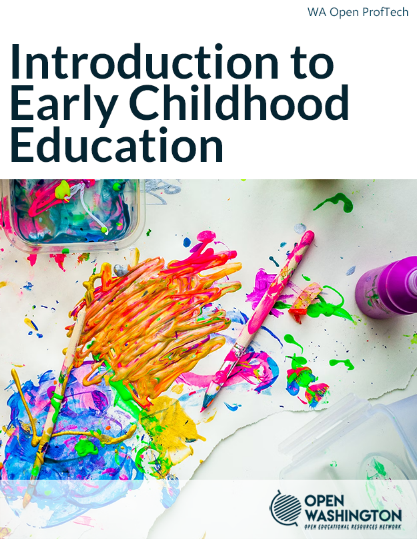 WA Open ProfTech
Introduction to
Early Childhood
Education
OPEN
WASHINGTON
OPEN EDUCATIONAL RESOURCES NETWORK